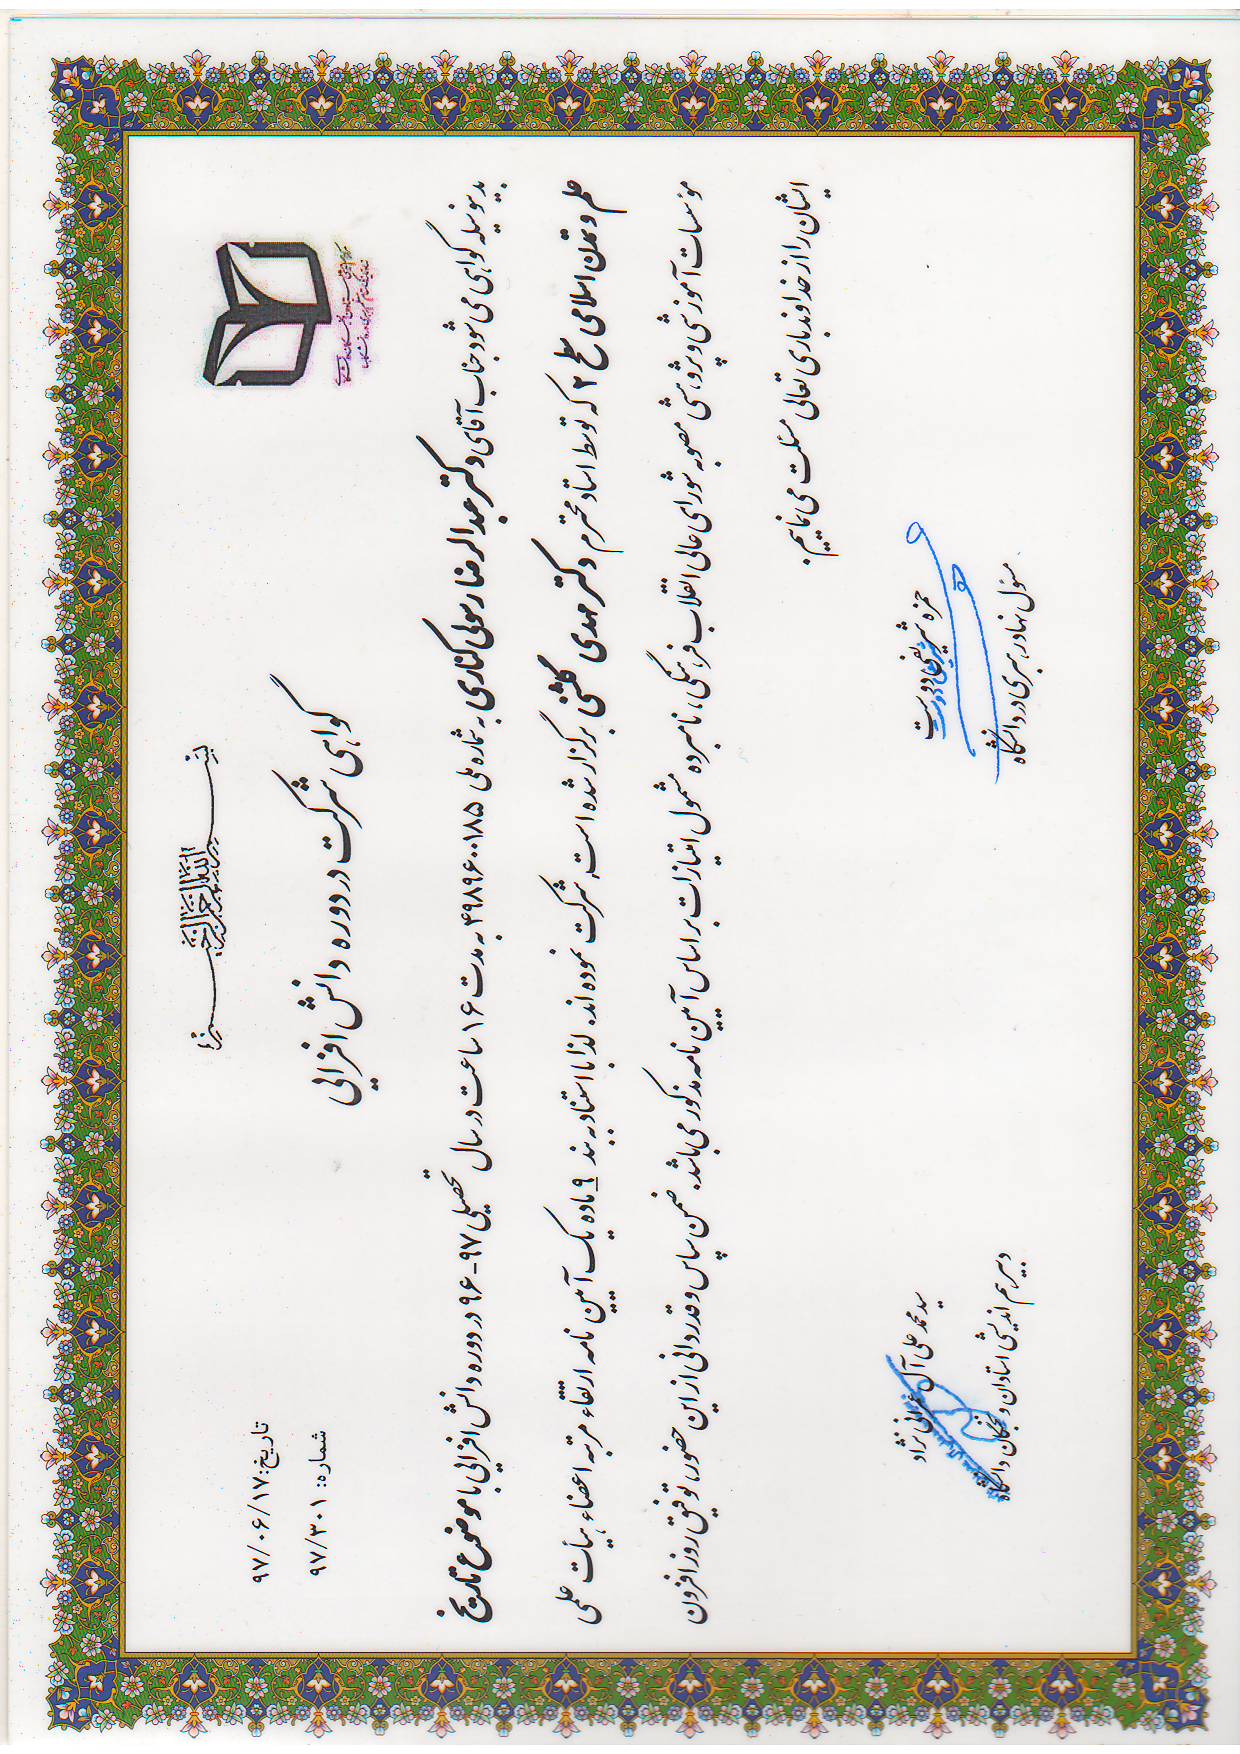 بسم الله الرحمن الرحیم
تاریخ:۹۷/۰۶/۱۷
شماره: ۹۷/۳۰۱
گواهی شرکت در دوره دانش افزایی
بدینوسیله گواهی می شود جناب آقای دکتر عبدالرضا رسولی کناری به شماره ملی ۴۹۸۹۶۰۰۱۸۵ به مدت ۱۶ ساعت در سال تحصیلی ۹۷-۹۶ در دوره دانش افزایی با موضوع تاریخ
علم و تمدن اسلامی سطح ۲ که توسط استاد محترم دکتر مهدی گلشنی برگزار شده است، شرکت نموده اند. لذا با استناد به بند ۹ ماده یک آیین نامه ارتقاء مرتبه اعضاء هیأت علمی
مؤسسات آموزشی و پژوهشی مصوبه شورای عالی انقلاب فرهنگی، نامبرده مشمول امتیازات بر اساس آیین نامه مذکور می باشد. ضمن سپاس و قدردانی از این حضور، توفیق روز افزون
ایشان را از خداوند باری تعالی مسئلت می نماییم.
حمزه شریفی دوست
مسئول نهاد رهبری در دانشگاه
سید محمد علی آل عمرانی نژاد
دبیر هم اندیشی استادان و نخبگان دانشگاه